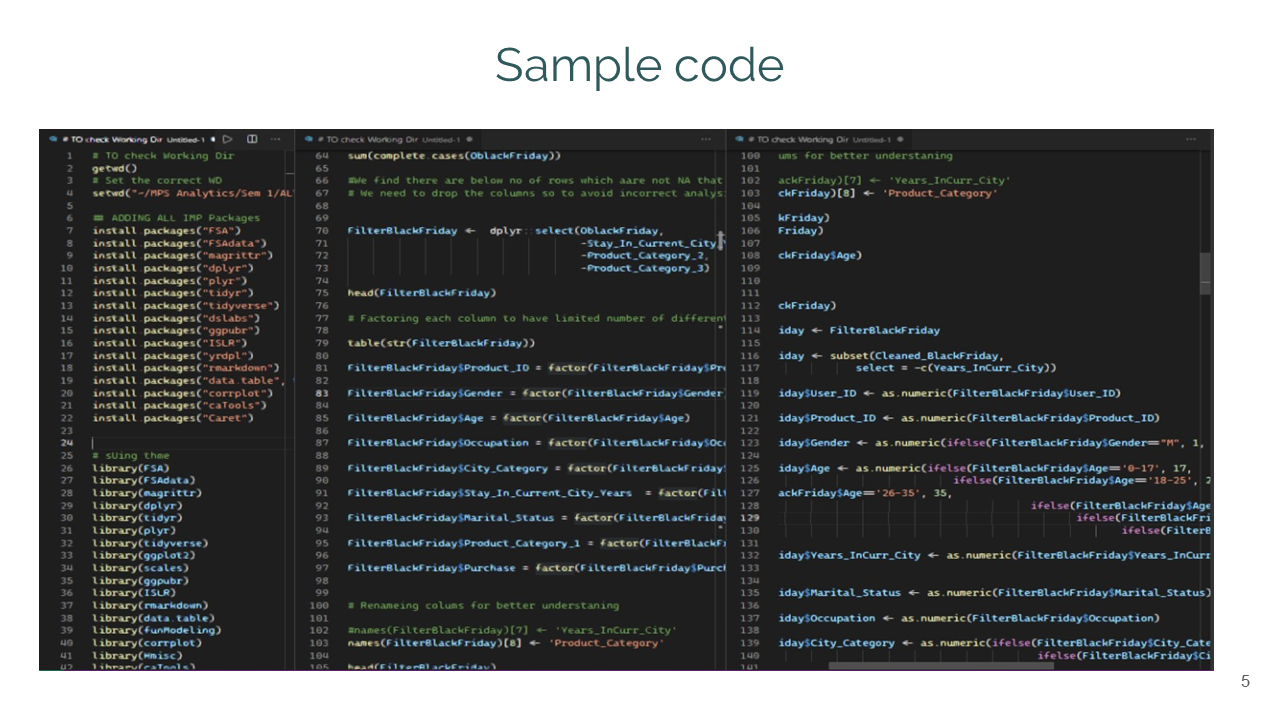 Sample code
# TO check Working Dir Untitled-1
1 # TO check Working Dir
2 getwd()
3 # Set the correct WD
4 setwd("~/MPS Analytics/Sem 1/AL
5
6 ## ADDING ALL IMP Packages
7 install.packages("FSA")
8 install.packages("FSAdata")
9 install.packages("magrittr")
10 install.packages("dplyr")
11 install.packages("plyr")
12 install.packages("tidyr")
13 install.packages("tidyverse")
14 install.packages("dslabs")
15 install.packages("ggpubr")
16 install.packages("ISLR")
17 install.packages("yrdpl")
18 install.packages("rmarkdown")
19 install.packages("data.table",
20 install.packages("corrplot")
21 install.packages("caTools")
22 install.packages("Caret")
23
24
25 # sUing thme
26 library(FSA)
27 library(FSAdata)
28 library(magrittr)
29 library(dplyr)
30 library(tidyr)
31 library(plyr)
32 library(tidyverse)
33 library(ggplot2)
34 library(scales)
35 library(ggpubr)
36 library(ISLR)
37 library(rmarkdown)
38 library(data.table)
39 library(funModeling)
40 library(corrplot)
41 library(Hmisc)
42 library(caTools)
# TO check Working Dir Untitled-1
64 sum(complete.cases(OblackFriday))
65
66 #We find there are below no of rows which aare not NA that
67 # We need to drop the columns so to avoid incorrect analys
68
69
70 FilterBlackFriday <- dplyr::select(OblackFriday,
71 -Stay_In_Current_City
72 -Product_Category_2,
73 -Product_Category_3)
74
75 head(FilterBlackFriday)
76
77 # Factoring each column to have limited number of different
78
79 table(str(FilterBlackFriday))
80
81 FilterBlackFriday$Product_ID = factor(FilterBlackFriday$Pr
82
83 FilterBlackFriday$Gender = factor(FilterBlackFriday$Gender
84
85 FilterBlackFriday$Age = factor(FilterBlackFriday$Age)
86
87 FilterBlackFriday$Occupation = factor(FilterBlackFriday$Occ
88
89 FilterBlackFriday$City_Category = factor(FilterBlackFriday$
90
91 FilterBlackFriday$Stay_In_Current_City_Years = factor(Fil
92
93 FilterBlackFriday$Marital_Status = factor(FilterBlackFrida
94
95 FilterBlackFriday$Product_Category_1 = factor(FilterBlackF
96
97 FilterBlackFriday$Purchase = factor(FilterBlackFriday$Purc
98
99
100 # Renameing colums for better understaning
101
102 #names(FilterBlackFriday)[7] <- 'Years_InCurr_City'
103 names(FilterBlackFriday)[8] <- 'Product_Category'
104
105 head(FilterBlackFriday)
# TO check Working Dir Untitled-1
100 ums for better understaning
101
102 ackFriday)[7] <- 'Years_InCurr_City'
103 ckFriday)[8] <- 'Product_Category'
104
105 kFriday)
106 Friday)
107
108 ckFriday$Age)
109
110
111
112 ckFriday)
113
114 iday <- FilterBlackFriday
115
116 iday <- subset(Cleaned_BlackFriday,
117 select = -c(Years_InCurr_City))
118
119 iday$User_ID <- as.numeric(FilterBlackFriday$User_ID)
120
121 iday$Product_ID <- as.numeric(FilterBlackFriday$Product_ID)
122
123 iday$Gender <- as.numeric(ifelse(FilterBlackFriday$Gender=="M", 1,
124
125 iday$Age <- as.numeric(ifelse(FilterBlackFriday$Age=='0-17', 17,
126 ifelse(FilterBlackFriday$Age=='18-25', 2
127 ackFriday$Age=='26-35', 35,
128 ifelse(FilterBlackFriday$Age
129 ifelse(FilterBlackFri
130 ifelse(FilterB
131
132 iday$Years_InCurr_City <- as.numeric(FilterBlackFriday$Years_InCurr
133
134
135 iday$Marital_Status <- as.numeric(FilterBlackFriday$Marital_Status)
136
137 iday$Occupation <- as.numeric(FilterBlackFriday$Occupation)
138
139 iday$City_Category <- as.numeric(ifelse(FilterBlackFriday$City_Cate
140 ifelse(FilterBlackFriday$Ci
141
5